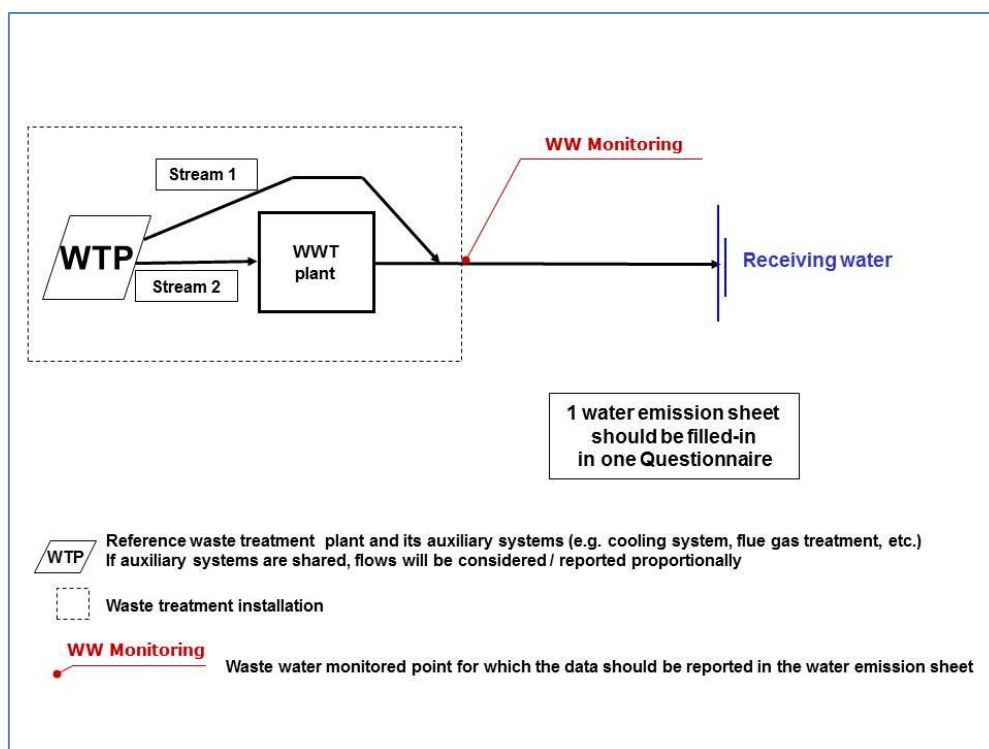 WW Monitoring
Stream 1
WTP
WWT
plant
Stream 2
Receiving water
1 water emission sheet
should be filled-in
in one Questionnaire
WTP
Reference waste treatment plant and its auxiliary systems (e.g. cooling system, flue gas treatment, etc.)
If auxiliary systems are shared, flows will be considered / reported proportionally
Waste treatment installation
WW Monitoring
Waste water monitored point for which the data should be reported in the water emission sheet